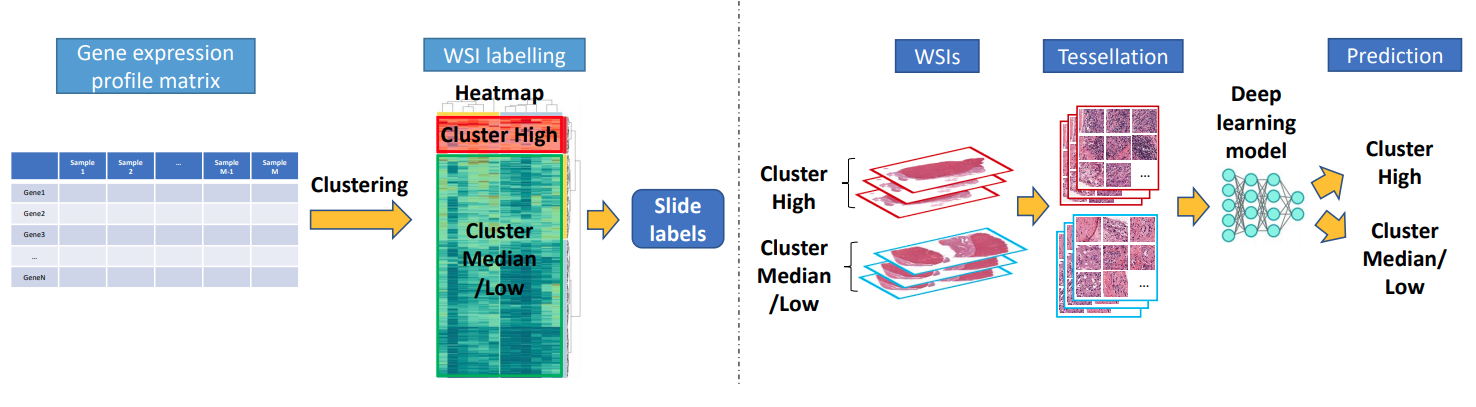 Gene expression
profile matrix
Sample
1
Sample
2
...
Sample
M-1
Sample
M
Gene1
Gene2
Gene3
...
GeneN
Clustering
WSI labelling
Heatmap
Cluster High
Cluster
Median
/Low
Slide
labels
WSIs
Tessellation
Prediction
Cluster
High
Cluster
Median
/Low
...
...
Deep
learning
model
Cluster
High
Cluster
Median/
Low